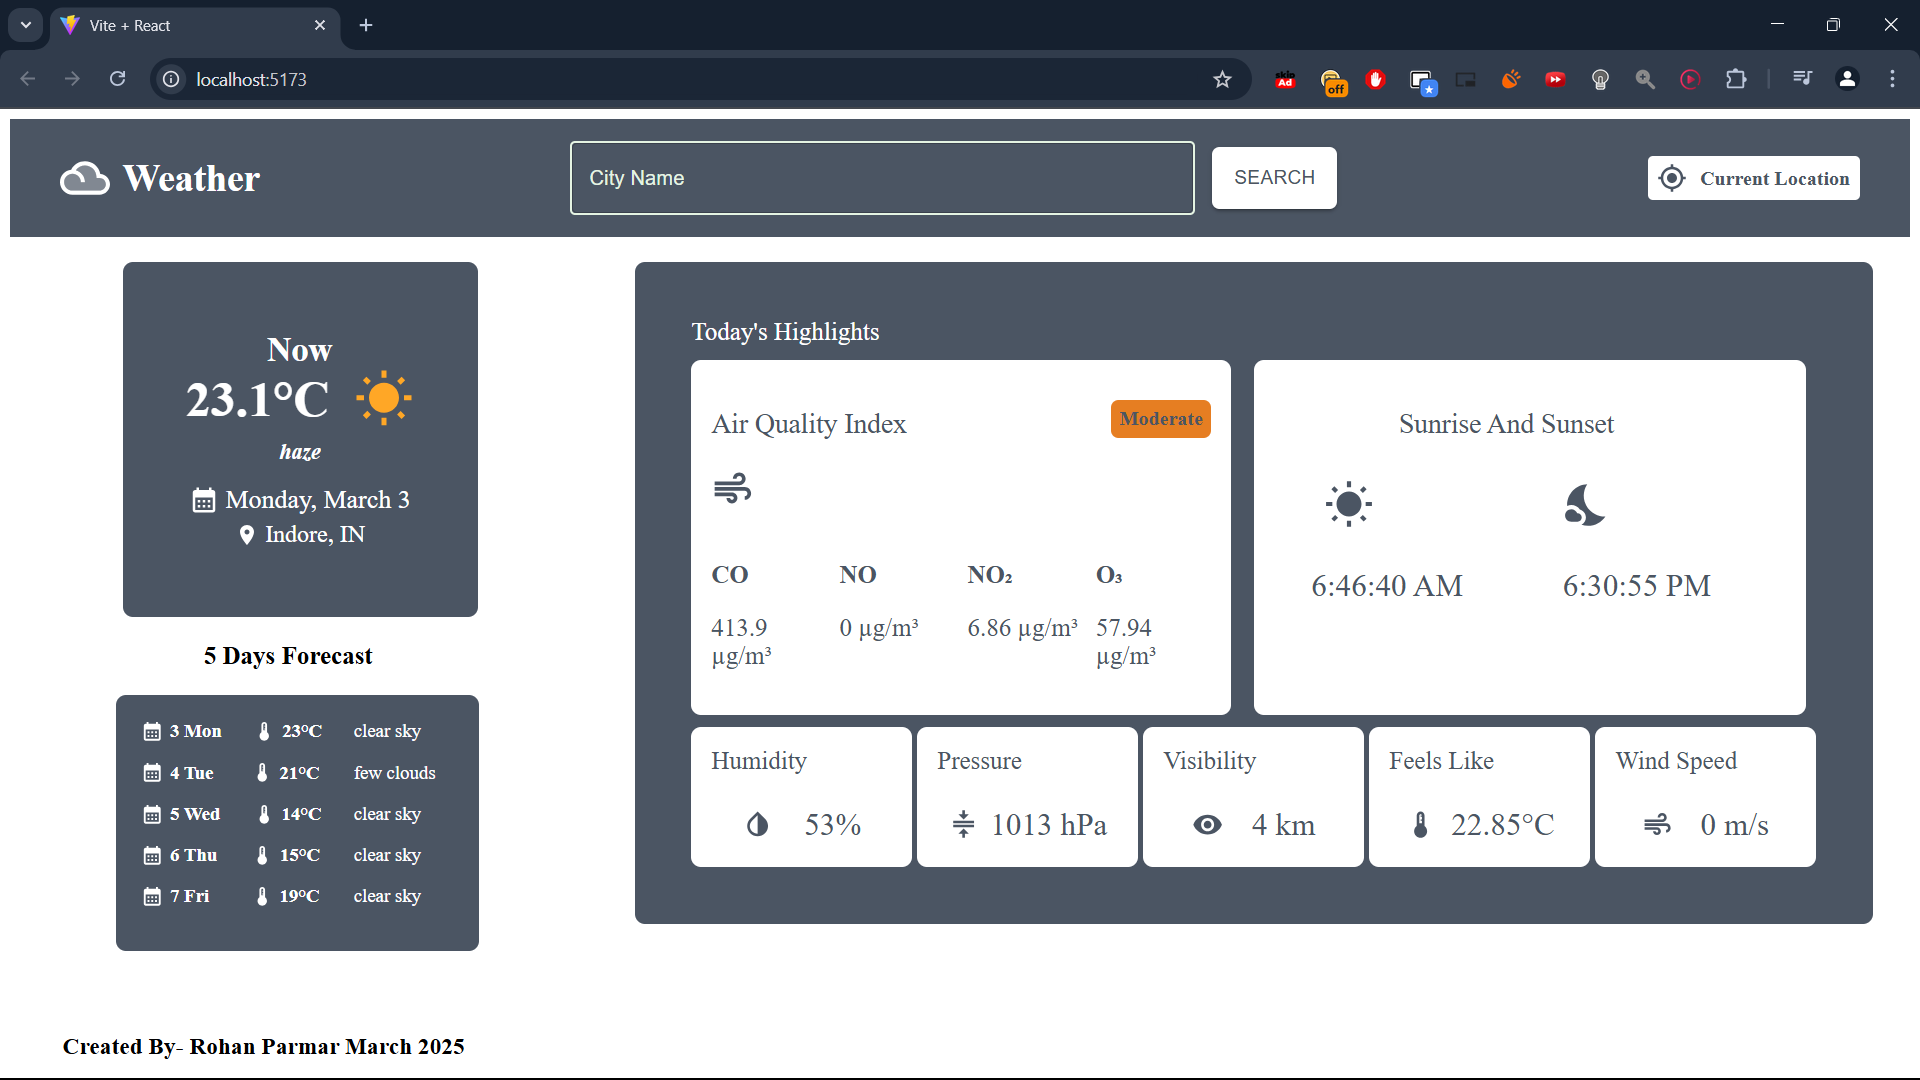 Vite + React
localhost:5173
skip
Ad
off
Weather
City Name
SEARCH
Current Location
Now
23.1°C
haze
Monday, March 3
Indore, IN
5 Days Forecast
3 Mon 23°C clear sky
4 Tue 21°C few clouds
5 Wed 14°C clear sky
6 Thu 15°C clear sky
7 Fri 19°C clear sky
Today's Highlights
Air Quality Index
Moderate
CO NO NO₂ O₃
413.9 0 µg/m³ 6.86 µg/m³ 57.94
µg/m³ µg/m³
Sunrise And Sunset
6:46:40 AM 6:30:55 PM
Humidity
53%
Pressure
1013 hPa
Visibility
4 km
Feels Like
22.85°C
Wind Speed
0 m/s
Created By- Rohan Parmar March 2025